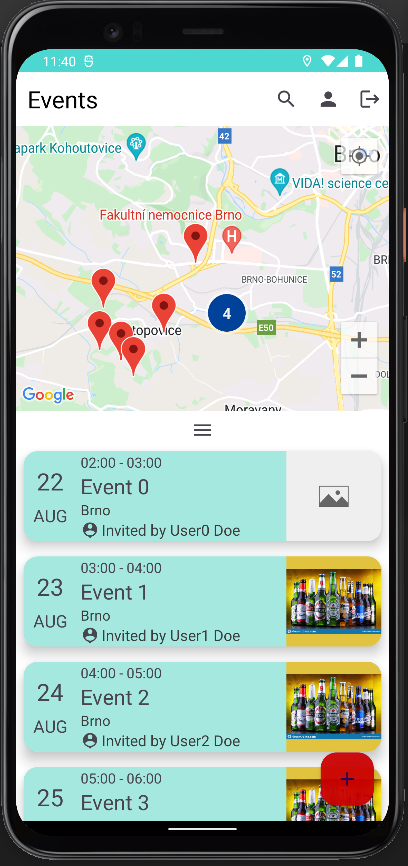 11:40
Events
42
apark Kohoutovice
Brno
VIDA! science ce
Fakultní nemocnice Brno
H
BRNO-BOHUNICE
52
BR
4
topovice
E50
+
−
Google
Moravany
22
AUG
02:00 - 03:00
Event 0
Brno
Invited by User0 Doe
23
AUG
03:00 - 04:00
Event 1
Brno
Invited by User1 Doe
24
AUG
04:00 - 05:00
Event 2
Brno
Invited by User2 Doe
25
05:00 - 06:00
Event 3
+